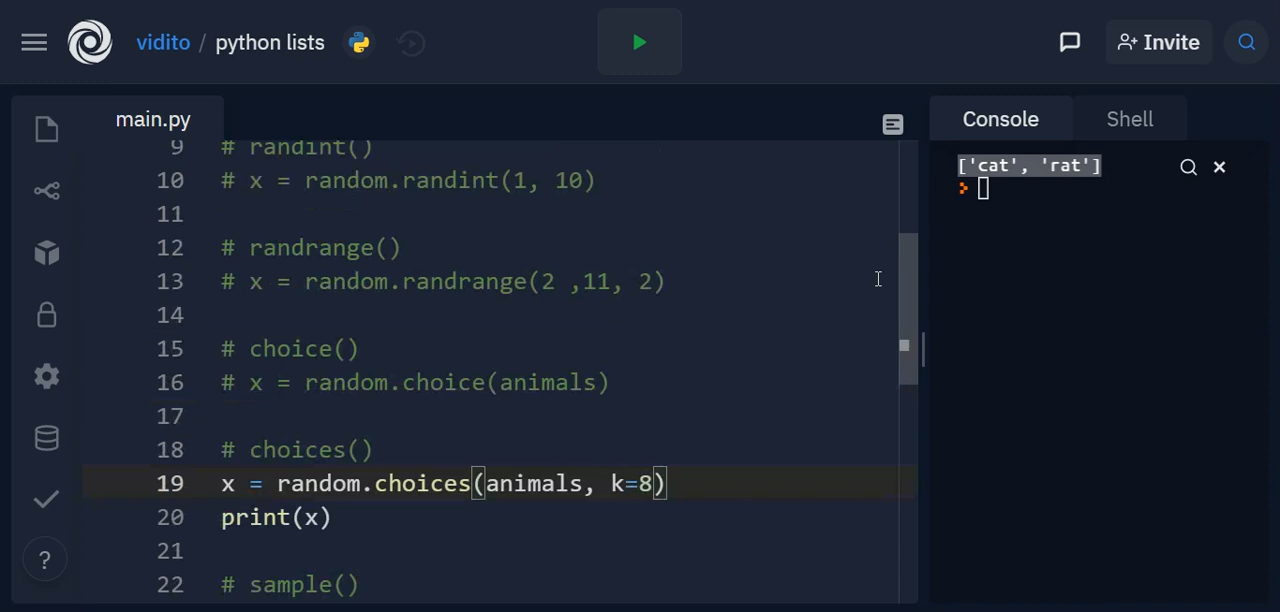 vidito / python lists
Invite
main.py
Console
Shell
9 # randint()
10 # x = random.randint(1, 10)
11
12 # randrange()
13 # x = random.randrange(2 ,11, 2)
14
15 # choice()
16 # x = random.choice(animals)
17
18 # choices()
19 x = random.choices(animals, k=8)
20 print(x)
21
22 # sample()
['cat', 'rat']
?